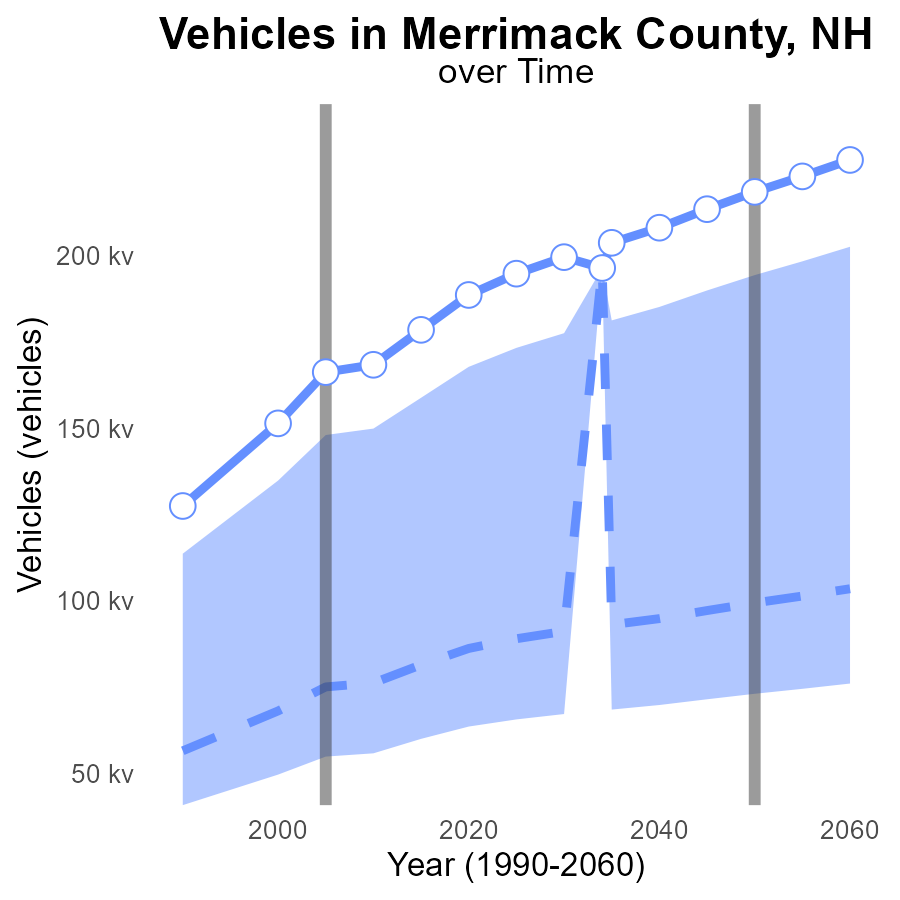 Vehicles in Merrimack County, NH
over Time
Vehicles (vehicles)
200 kv
150 kv
100 kv
50 kv
2000 2020 2040 2060
Year (1990-2060)